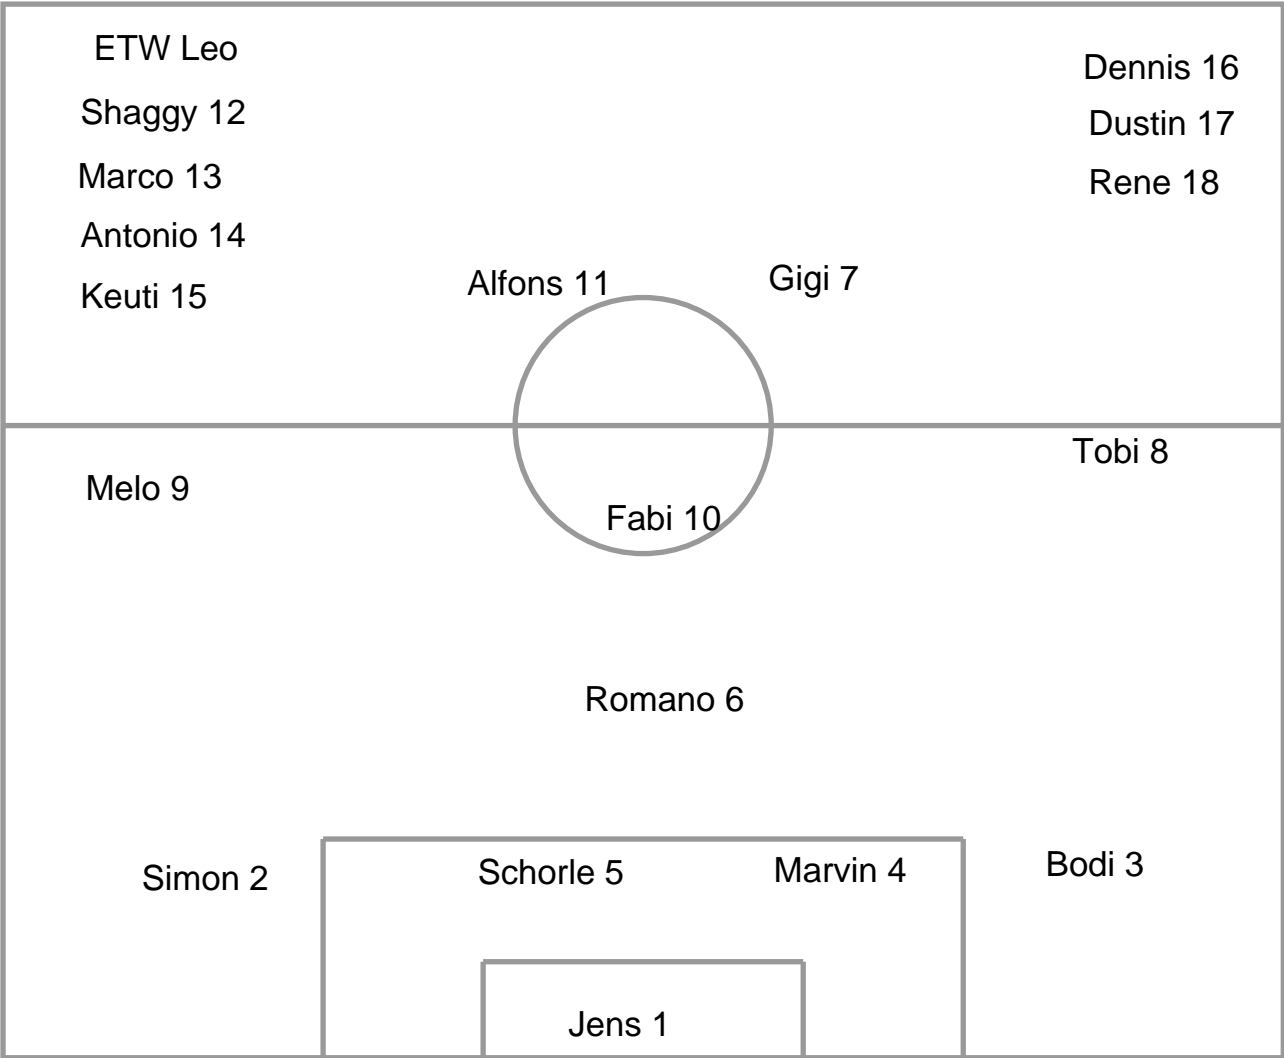 ETW Leo
Shaggy 12
Marco 13
Antonio 14
Keuti 15
Dennis 16
Dustin 17
Rene 18
Alfons 11
Gigi 7
Melo 9
Tobi 8
Fabi 10
Romano 6
Simon 2
Schorle 5
Marvin 4
Bodi 3
Jens 1